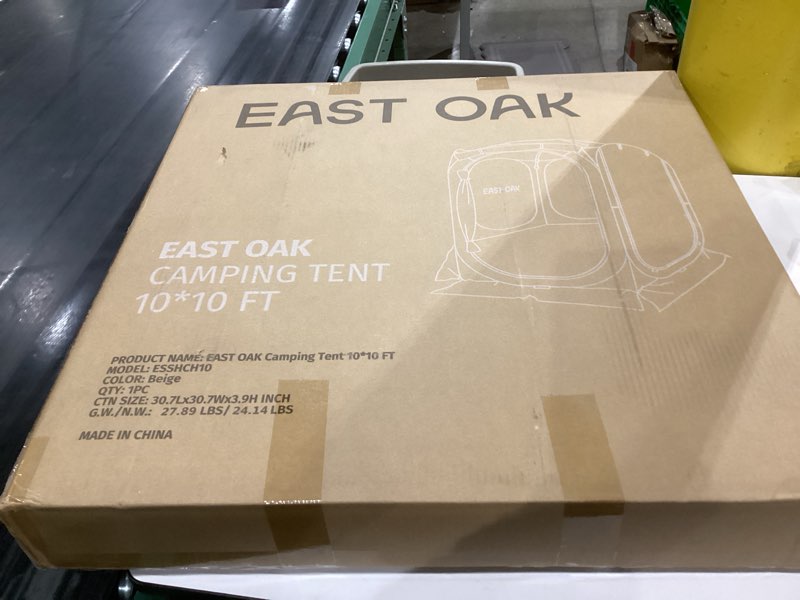 EAST OAK
EAST OAK
EAST OAK
CAMPING TENT
10*10 FT
PRODUCT NAME: EAST OAK Camping Tent 10*10 FT
MODEL: ESSHCH10
COLOR: Beige
QTY: 1PC
CTN SIZE: 30.7Lx30.7Wx3.9H INCH
G.W./N.W.: 27.89 LBS/ 24.14 LBS
MADE IN CHINA